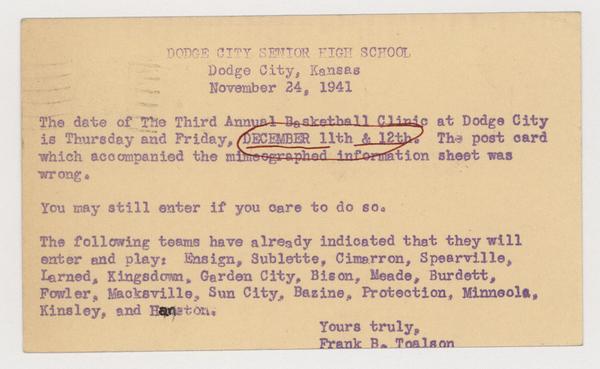 DODGE CITY SENIOR HIGH SCHOOL
Dodge City, Kansas
November 24, 1941
The date of The Third Annual Basketball Clinic at Dodge City
is Thursday and Friday, DECEMBER 11th & 12th. The post card
which accompanied the mimeographed information sheet was
wrong.
You may still enter if you care to do so.
The following teams have already indicated that they will
enter and play: Ensign, Sublette, Cimarron, Spearville,
Larned, Kingsdown, Garden City, Bison, Meade, Burdett,
Fowler, Macksville, Sun City, Bazine, Protection, Minneola,
Kinsley, and Hanston.
Yours truly,
Frank B. Toalson